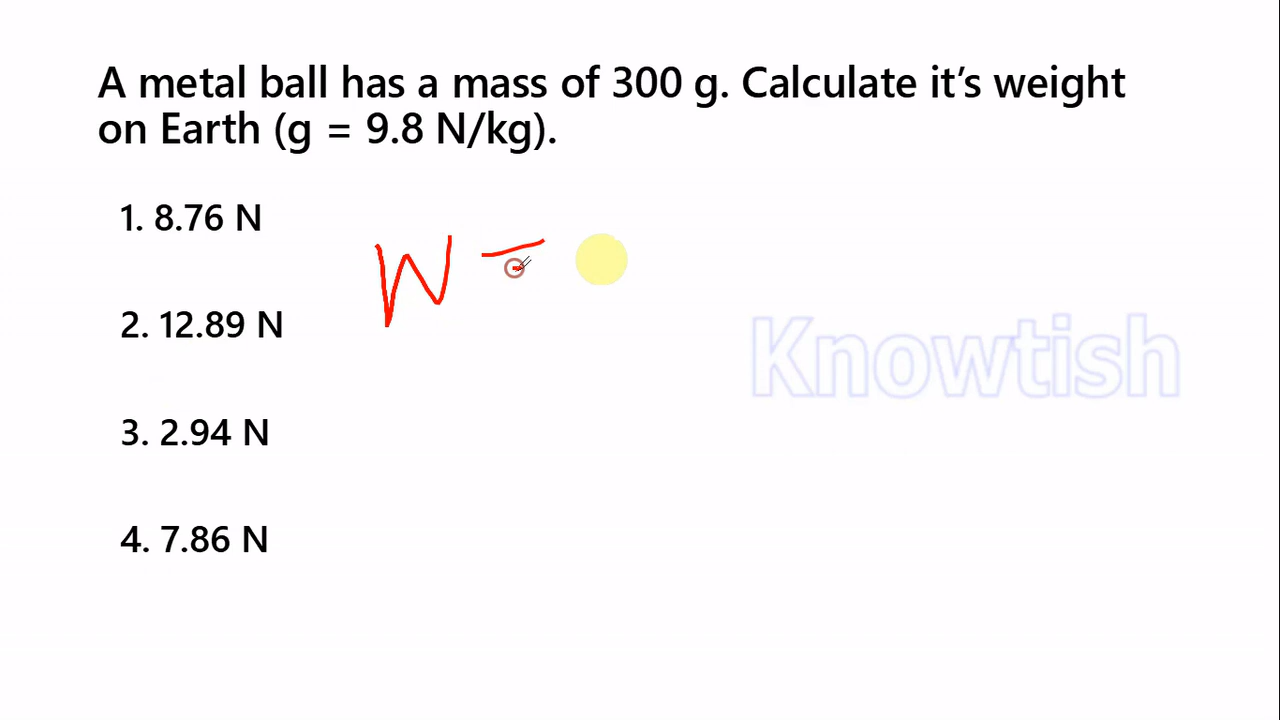 A metal ball has a mass of 300 g. Calculate it’s weight
on Earth (g = 9.8 N/kg).
1. 8.76 N
W =
2. 12.89 N
Knowtish
3. 2.94 N
4. 7.86 N